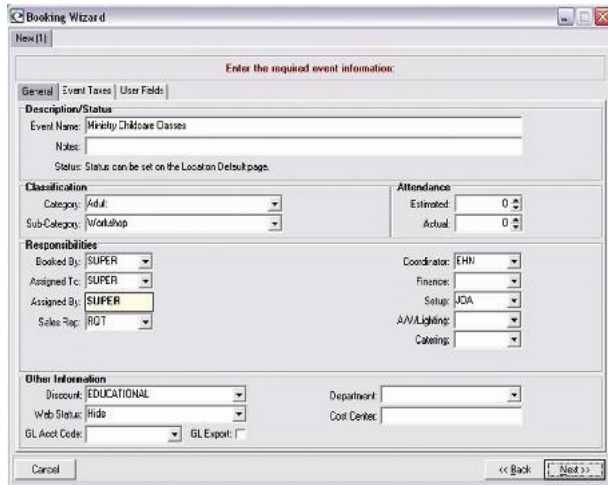 Booking Wizard
New (1)
Enter the required event information:
General Event Taxes User Fields
Description/Status
Event Name: Ministry Childcare Classes
Notes:
Status: Status can be set on the Location Default page.
Classification
Category: Adult
Sub-Category: Workshop
Attendance
Estimated: 0
Actual: 0
Responsibilities
Booked By: SUPER
Assigned To: SUPER
Assigned By: SUPER
Sales Rep: RQT
Coordinator: EHN
Finance:
Setup: JOA
A/V/Lighting:
Catering:
Other Information
Discount: EDUCATIONAL
Web Status: Hide
GL Acct Code: GL Export:
Department:
Cost Center:
Cancel << Back Next >>